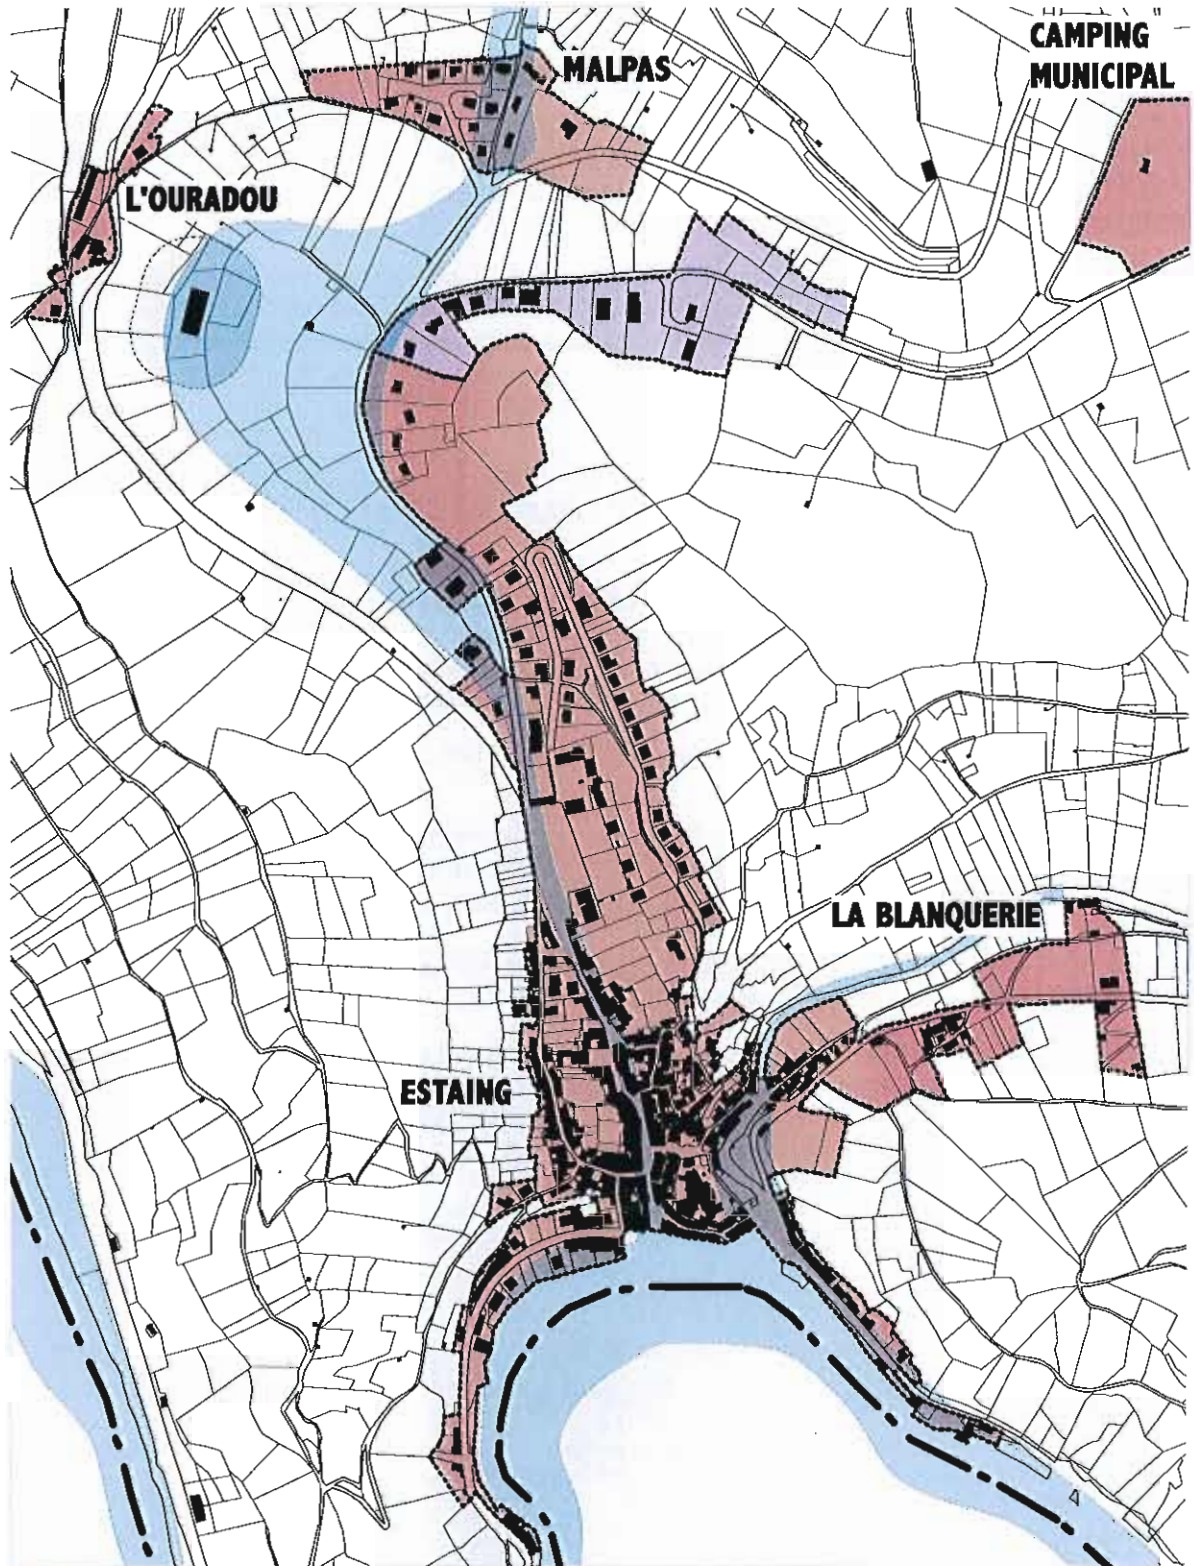 CAMPING
MUNICIPAL
MALPAS
L'OURADOU
LA BLANQUERIE
ESTAING